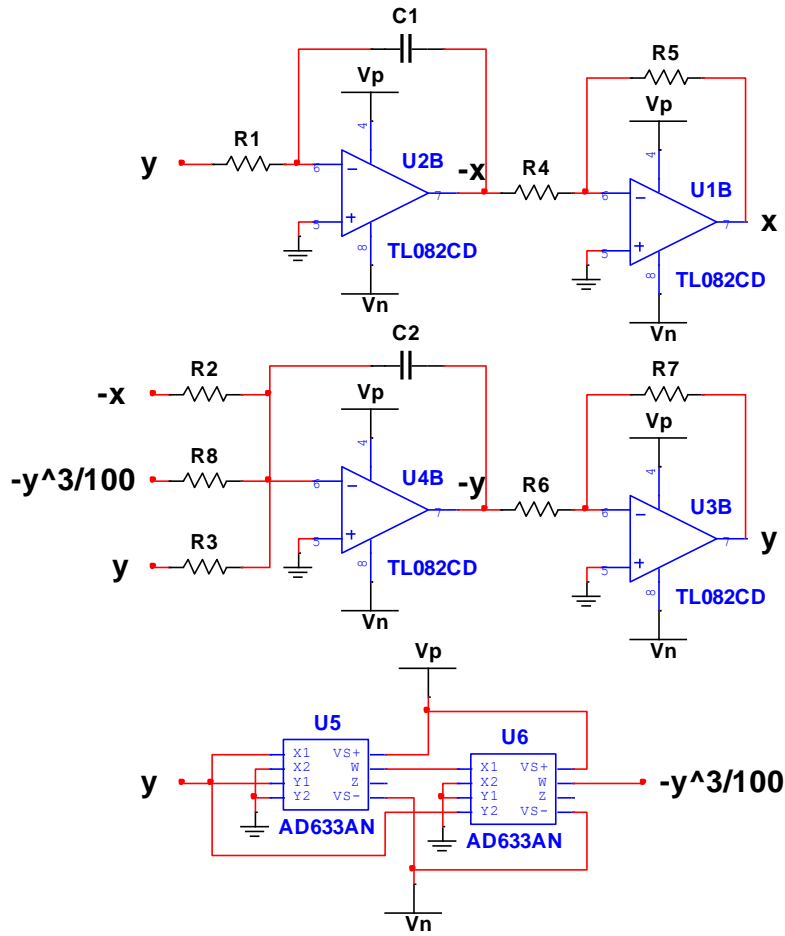 C1
R5
Vp
Vp
4
4
y
R1
U2B
-x
R4
U1B
6
7
6
7
x
5
5
8
8
TL082CD
TL082CD
Vn
Vn
C2
R7
R2
-x
Vp
Vp
4
4
R8
-y^3/100
U4B
-y
R6
U3B
6
7
6
7
y
5
5
R3
y
8
8
TL082CD
TL082CD
Vn
Vn
Vp
U5
U6
X1 VS+
X2 W
Y1 Z
Y2 VS-
X1 VS+
X2 W
Y1 Z
Y2 VS-
y
-y^3/100
AD633AN
AD633AN
Vn